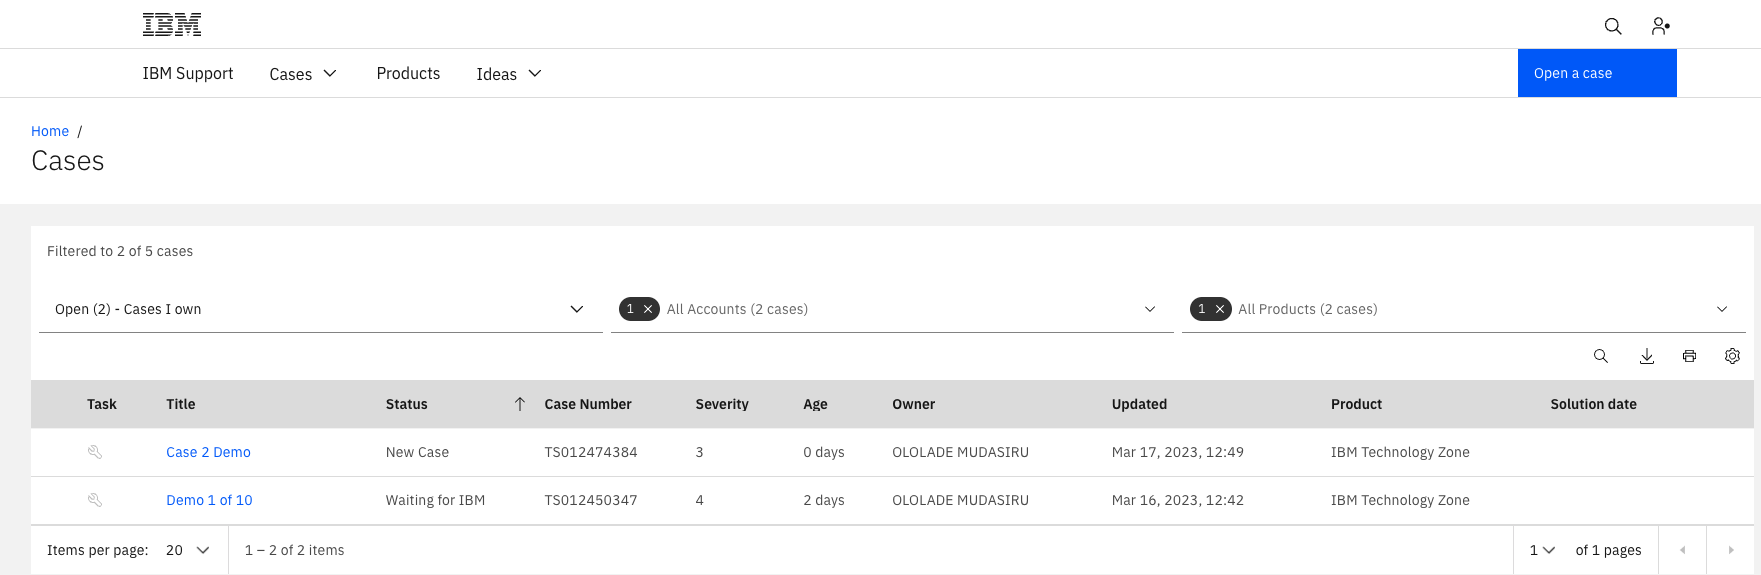 IBM
IBM Support Cases Products Ideas Open a case
Home /
Cases
Filtered to 2 of 5 cases
Open (2) - Cases I own 1 × All Accounts (2 cases) 1 × All Products (2 cases)
Task Title Status ↑ Case Number Severity Age Owner Updated Product Solution date
Case 2 Demo New Case TS012474384 3 0 days OLOLADE MUDASIRU Mar 17, 2023, 12:49 IBM Technology Zone
Demo 1 of 10 Waiting for IBM TS012450347 4 2 days OLOLADE MUDASIRU Mar 16, 2023, 12:42 IBM Technology Zone
Items per page: 20 1 – 2 of 2 items 1 of 1 pages